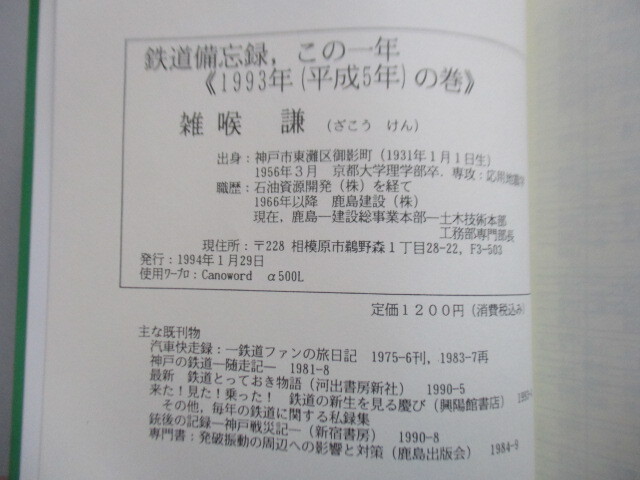 鉄道備忘録，この一年
《1993年(平成5年)の巻》
雑喉 謙 (ざこう けん)
出身：神戸市東灘区御影町（1931年1月1日生）
1956年3月 京都大学理学部卒．専攻：応用地震学
職歴：石油資源開発（株）を経て
1966年以降 鹿島建設（株）
現在，鹿島―建設総事業本部―土木技術本部
工務部専門部長
現住所：〒228 相模原市鵜野森1丁目28-22, F3-503
発行：1994年1月29日
使用ワープロ：Canoword α500L
定価1200円（消費税込み）
主な既刊物
汽車快走録：一鉄道ファンの旅日記 1975-6刊，1983-7再
神戸の鉄道―随走記― 1981-8
最新 鉄道とっておき物語（河出書房新社） 1990-5
来た！見た！乗った！ 鉄道の新生を見る慶び（興陽館書店）
その他，毎年の鉄道に関する私録集
銃後の記録―神戸戦災記―（新宿書房） 1990-8
専門書：発破振動の周辺への影響と対策（鹿島出版会） 1984-9